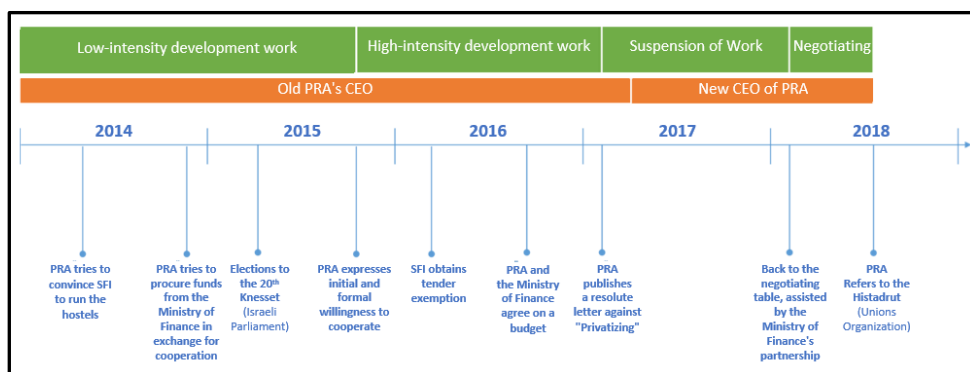 Low-intensity development work
High-intensity development work
Suspension of Work
Negotiating
Old PRA's CEO
New CEO of PRA
2014
2015
2016
2017
2018
PRA tries to
convince SFI
to run the
hostels
PRA tries to
procure funds
from the
Ministry of
Finance in
exchange for
cooperation
Elections to
the 20th
Knesset
(Israeli
Parliament)
PRA expresses
initial and
formal
willingness to
cooperate
SFI obtains
tender
exemption
PRA and
the Ministry
of Finance
agree on a
budget
PRA
publishes
a resolute
letter against
"Privatizing"
Back to the
negotiating
table, assisted
by the
Ministry of
Finance's
partnership
PRA
Refers to the
Histadrut
(Unions
Organization)